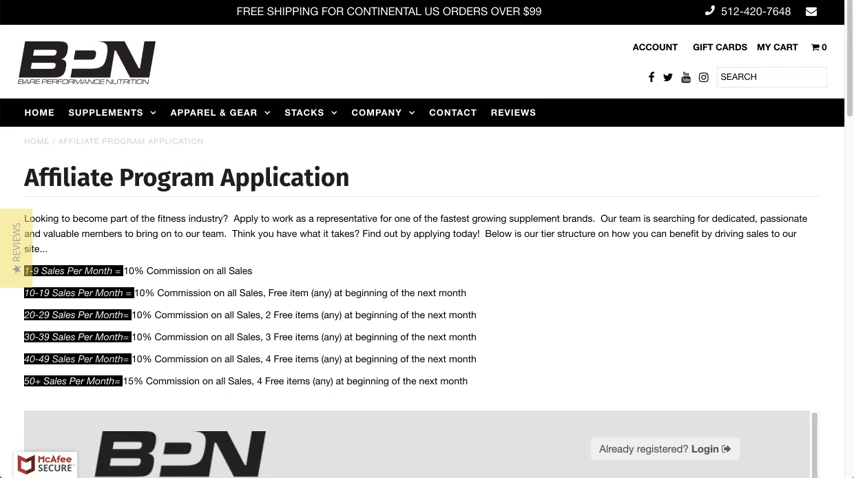 FREE SHIPPING FOR CONTINENTAL US ORDERS OVER $99
512-420-7648
BPN
BARE PERFORMANCE NUTRITION
ACCOUNT GIFT CARDS MY CART 0
SEARCH
HOME SUPPLEMENTS APPAREL & GEAR STACKS COMPANY CONTACT REVIEWS
HOME / AFFILIATE PROGRAM APPLICATION
Affiliate Program Application
Looking to become part of the fitness industry? Apply to work as a representative for one of the fastest growing supplement brands. Our team is searching for dedicated, passionate
and valuable members to bring on to our team. Think you have what it takes? Find out by applying today! Below is our tier structure on how you can benefit by driving sales to our
site...
★ REVIEWS
1-9 Sales Per Month = 10% Commission on all Sales
10-19 Sales Per Month = 10% Commission on all Sales, Free item (any) at beginning of the next month
20-29 Sales Per Month= 10% Commission on all Sales, 2 Free items (any) at beginning of the next month
30-39 Sales Per Month= 10% Commission on all Sales, 3 Free items (any) at beginning of the next month
40-49 Sales Per Month= 10% Commission on all Sales, 4 Free items (any) at beginning of the next month
50+ Sales Per Month= 15% Commission on all Sales, 4 Free items (any) at beginning of the next month
BPN
Already registered? Login
McAfee
SECURE™